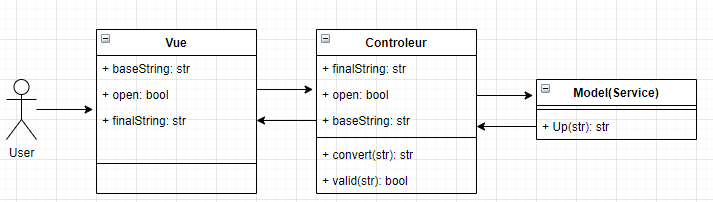 User
Vue
+ baseString: str
+ open: bool
+ finalString: str
Controleur
+ finalString: str
+ open: bool
+ baseString: str
+ convert(str): str
+ valid(str): bool
Model(Service)
+ Up(str): str